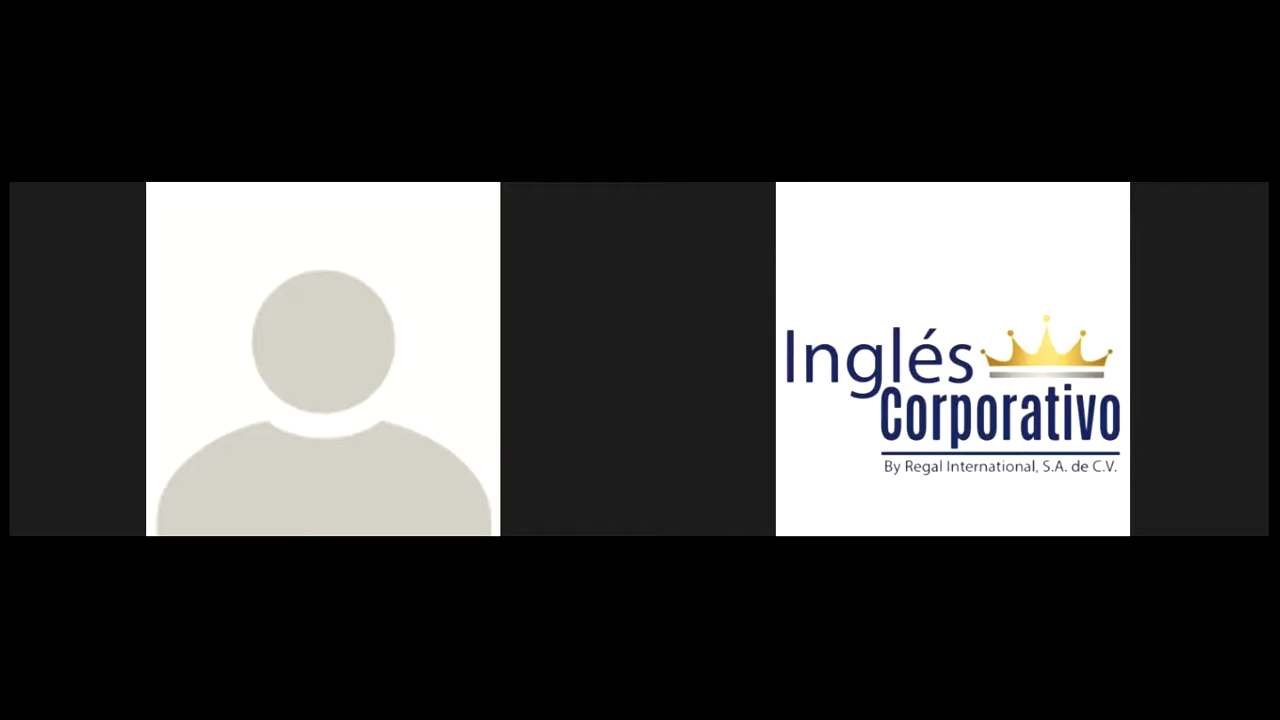 Inglés
Corporativo
By Regal International, S.A. de C.V.